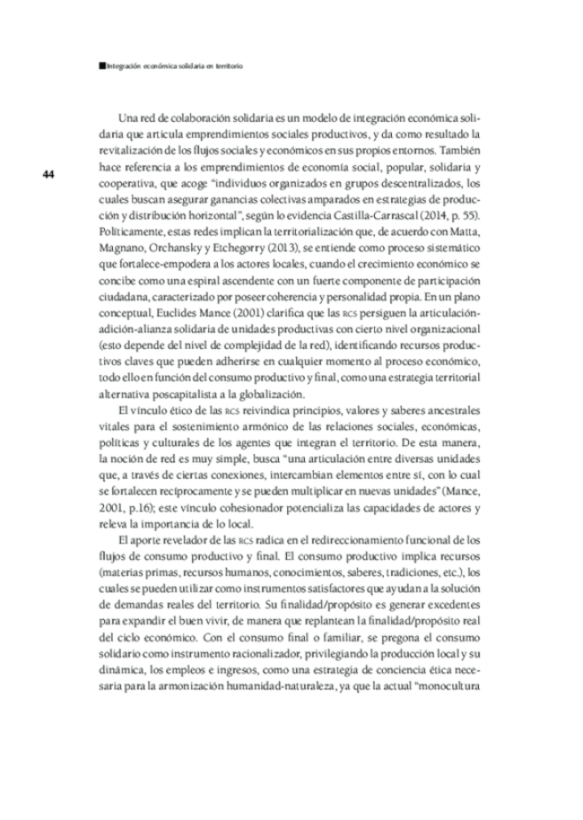 Integración económica solidaria en territorio
Una red de colaboración solidaria es un modelo de integración económica soli-
daria que articula emprendimientos sociales productivos, y da como resultado la
revitalización de los flujos sociales y económicos en sus propios entornos. También
hace referencia a los emprendimientos de economía social, popular, solidaria y
44
cooperativa, que acoge “individuos organizados en grupos descentralizados, los
cuales buscan asegurar ganancias colectivas amparados en estrategias de produc-
ción y distribución horizontal”, según lo evidencia Castilla-Carrascal (2014, p. 55).
Políticamente, estas redes implican la territorialización que, de acuerdo con Matta,
Magnano, Orchansky y Etchegorry (2013), se entiende como proceso sistemático
que fortalece-empodera a los actores locales, cuando el crecimiento económico se
concibe como una espiral ascendente con un fuerte componente de participación
ciudadana, caracterizado por poseer coherencia y personalidad propia. En un plano
conceptual, Euclides Mance (2001) clarifica que las RCS persiguen la articulación-
adición-alianza solidaria de unidades productivas con cierto nivel organizacional
(esto depende del nivel de complejidad de la red), identificando recursos produc-
tivos claves que pueden adherirse en cualquier momento al proceso económico,
todo ello en función del consumo productivo y final, como una estrategia territorial
alternativa poscapitalista a la globalización.
El vínculo ético de las RCS reivindica principios, valores y saberes ancestrales
vitales para el sostenimiento armónico de las relaciones sociales, económicas,
políticas y culturales de los agentes que integran el territorio. De esta manera,
la noción de red es muy simple, busca “una articulación entre diversas unidades
que, a través de ciertas conexiones, intercambian elementos entre sí, con lo cual
se fortalecen recíprocamente y se pueden multiplicar en nuevas unidades” (Mance,
2001, p.16); este vínculo cohesionador potencializa las capacidades de actores y
releva la importancia de lo local.
El aporte revelador de las RCS radica en el redireccionamiento funcional de los
flujos de consumo productivo y final. El consumo productivo implica recursos
(materias primas, recursos humanos, conocimientos, saberes, tradiciones, etc.), los
cuales se pueden utilizar como instrumentos satisfactores que ayudan a la solución
de demandas reales del territorio. Su finalidad/propósito es generar excedentes
para expandir el buen vivir, de manera que replantean la finalidad/propósito real
del ciclo económico. Con el consumo final o familiar, se pregona el consumo
solidario como instrumento racionalizador, privilegiando la producción local y su
dinámica, los empleos e ingresos, como una estrategia de conciencia ética nece-
saria para la armonización humanidad-naturaleza, ya que la actual “monocultura